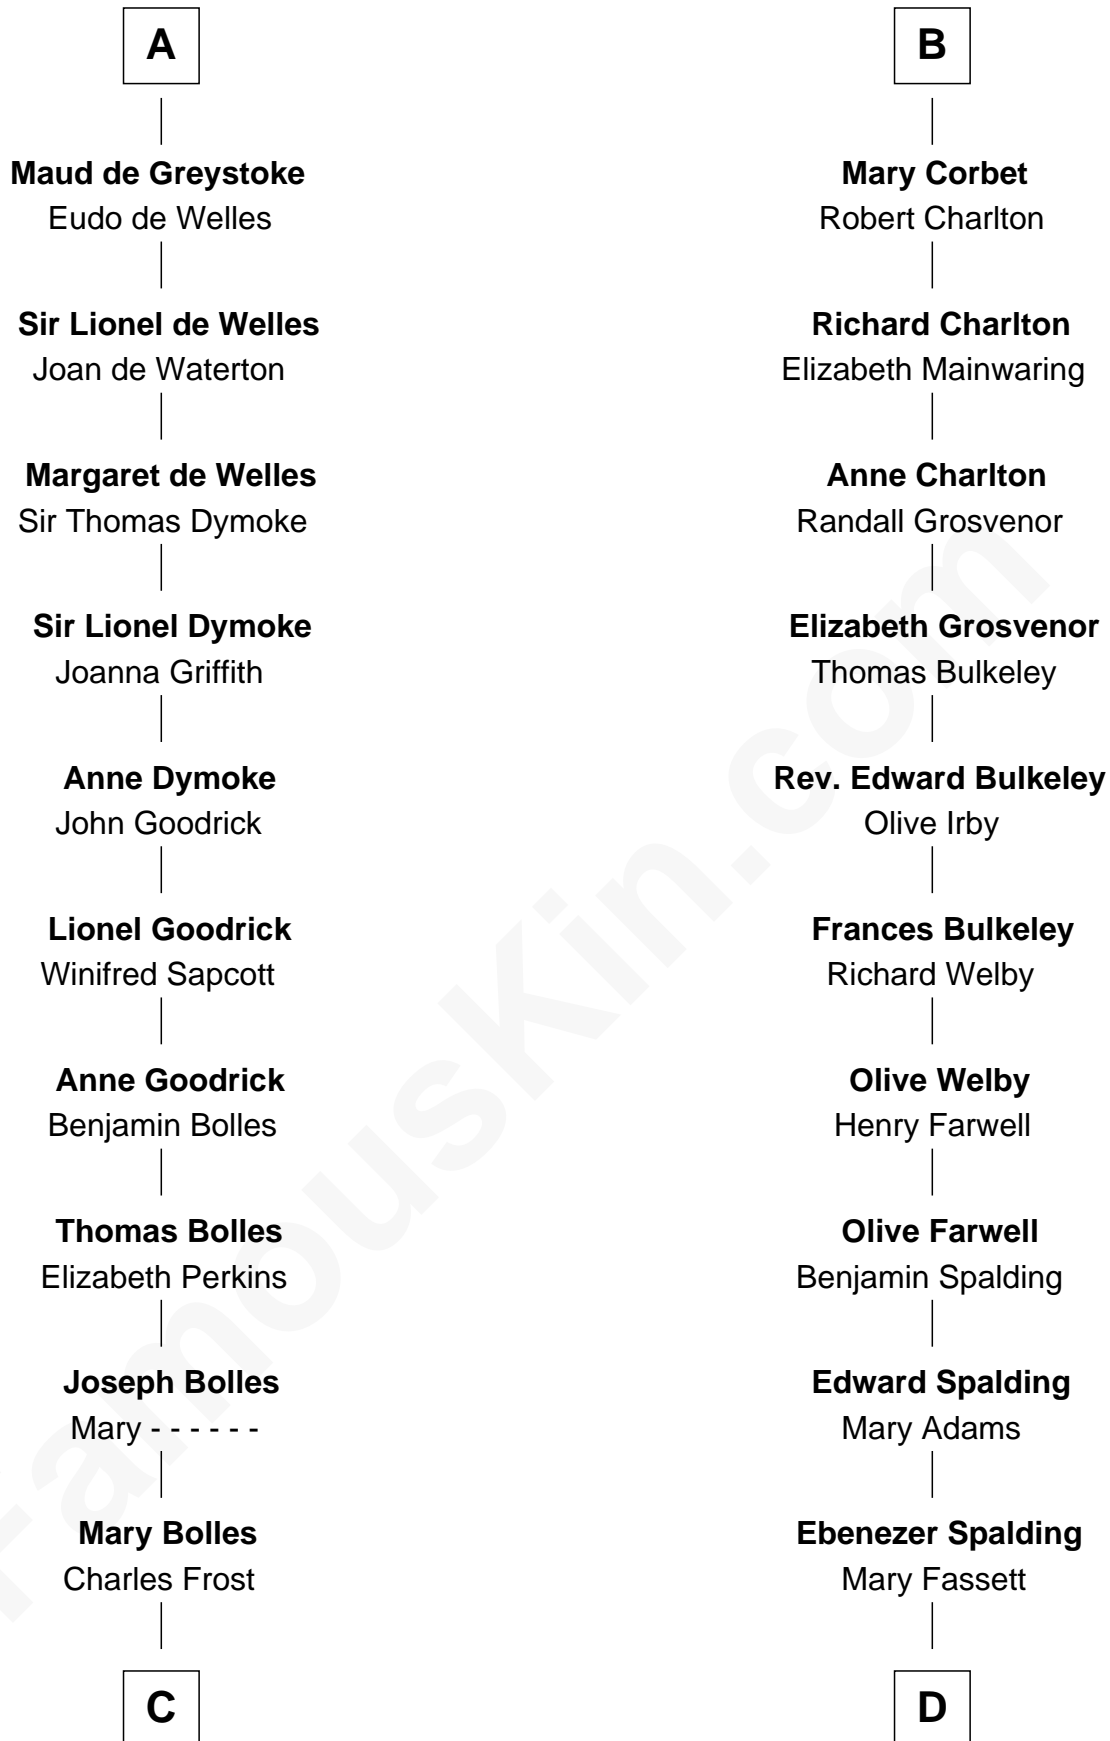 A
Maud de Greystoke
Eudo de Welles
Sir Lionel de Welles
Joan de Waterton
Margaret de Welles
Sir Thomas Dymoke
Sir Lionel Dymoke
Joanna Griffith
Anne Dymoke
John Goodrick
Lionel Goodrick
Winifred Sapcott
Anne Goodrick
Benjamin Bolles
Thomas Bolles
Elizabeth Perkins
Joseph Bolles
Mary - - - - - -
Mary Bolles
Charles Frost
C
B
Mary Corbet
Robert Charlton
Richard Charlton
Elizabeth Mainwaring
Anne Charlton
Randall Grosvenor
Elizabeth Grosvenor
Thomas Bulkeley
Rev. Edward Bulkeley
Olive Irby
Frances Bulkeley
Richard Welby
Olive Welby
Henry Farwell
Olive Farwell
Benjamin Spalding
Edward Spalding
Mary Adams
Ebenezer Spalding
Mary Fassett
D
FamousKin.com